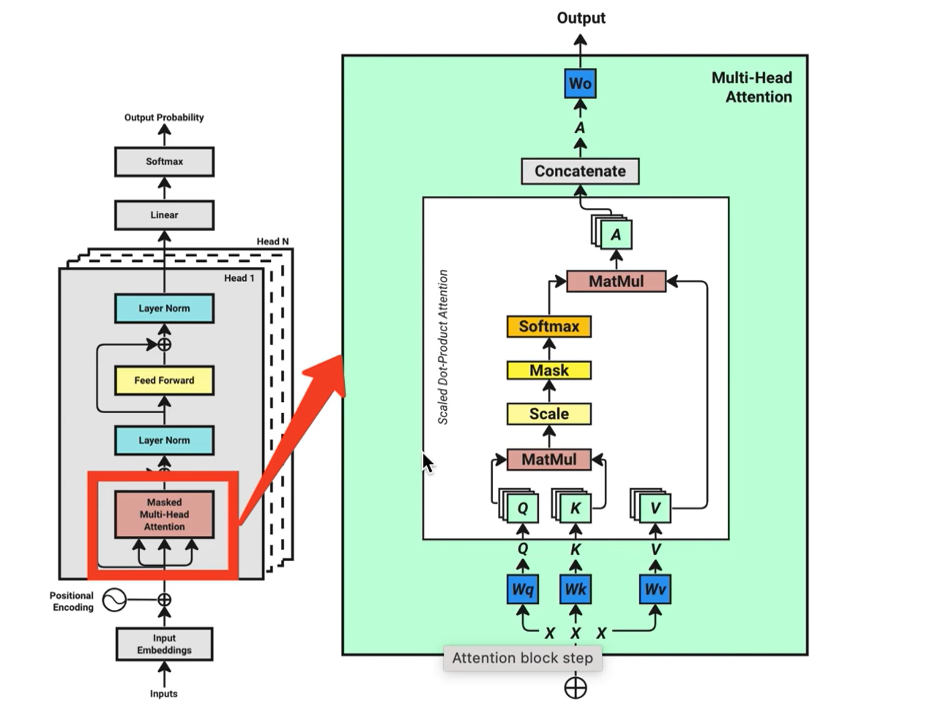 Output Probability
Softmax
Linear
Head N
Head 1
Layer Norm
Feed Forward
Layer Norm
Masked
Multi-Head
Attention
Positional
Encoding
Input
Embeddings
Inputs
Output
Multi-Head
Attention
Wo
A
Concatenate
A
MatMul
Scaled Dot-Product Attention
Softmax
Mask
Scale
MatMul
Q K V
Q K V
Wq Wk Wv
X X X
Attention block step